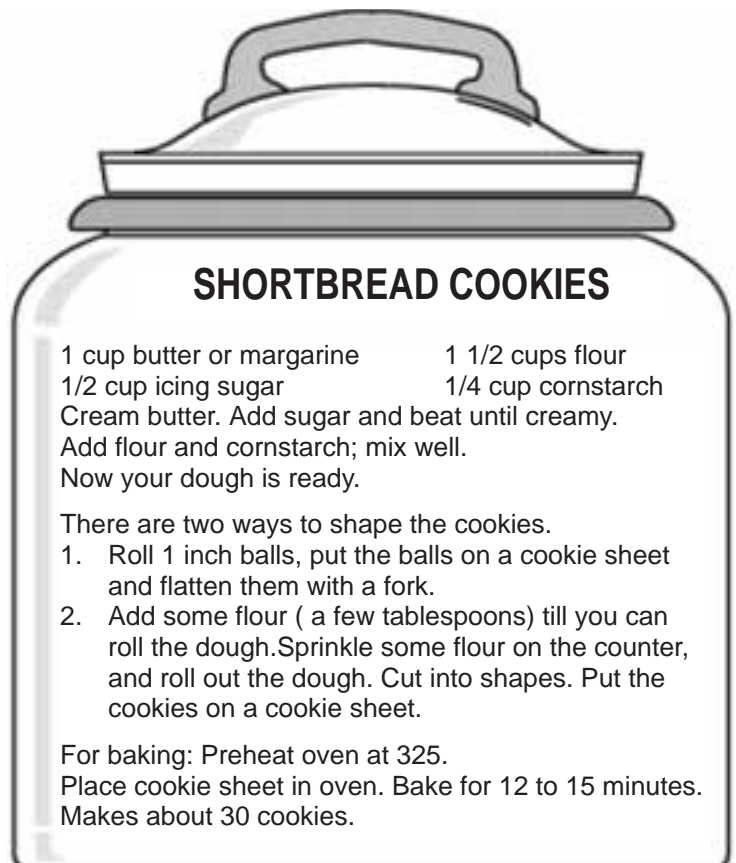 SHORTBREAD COOKIES
1 cup butter or margarine 1 1/2 cups flour
1/2 cup icing sugar 1/4 cup cornstarch
Cream butter. Add sugar and beat until creamy.
Add flour and cornstarch; mix well.
Now your dough is ready.
There are two ways to shape the cookies.
1. Roll 1 inch balls, put the balls on a cookie sheet
and flatten them with a fork.
2. Add some flour ( a few tablespoons) till you can
roll the dough.Sprinkle some flour on the counter,
and roll out the dough. Cut into shapes. Put the
cookies on a cookie sheet.
For baking: Preheat oven at 325.
Place cookie sheet in oven. Bake for 12 to 15 minutes.
Makes about 30 cookies.